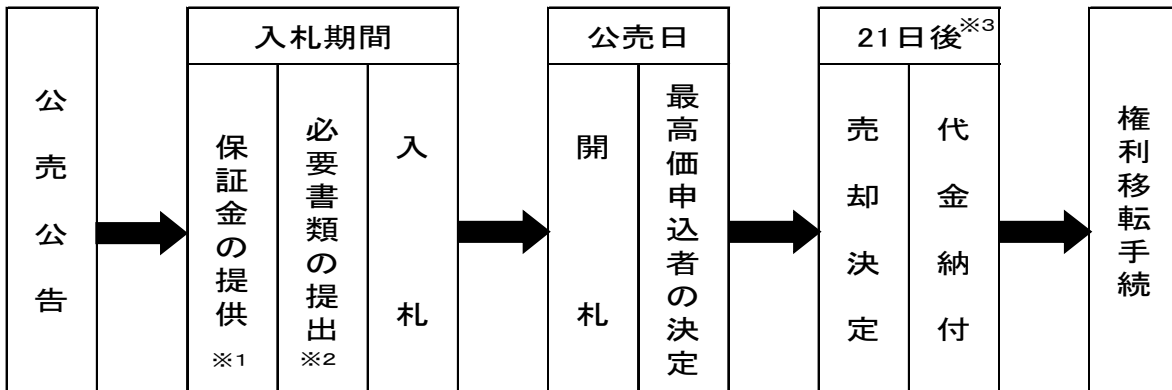 公売公告
入札期間
保証金の提供※1
必要書類の提出※2
入札
公売日
開札
最高価申込者の決定
21日後※3
売却決定
代金納付
権利移転手続